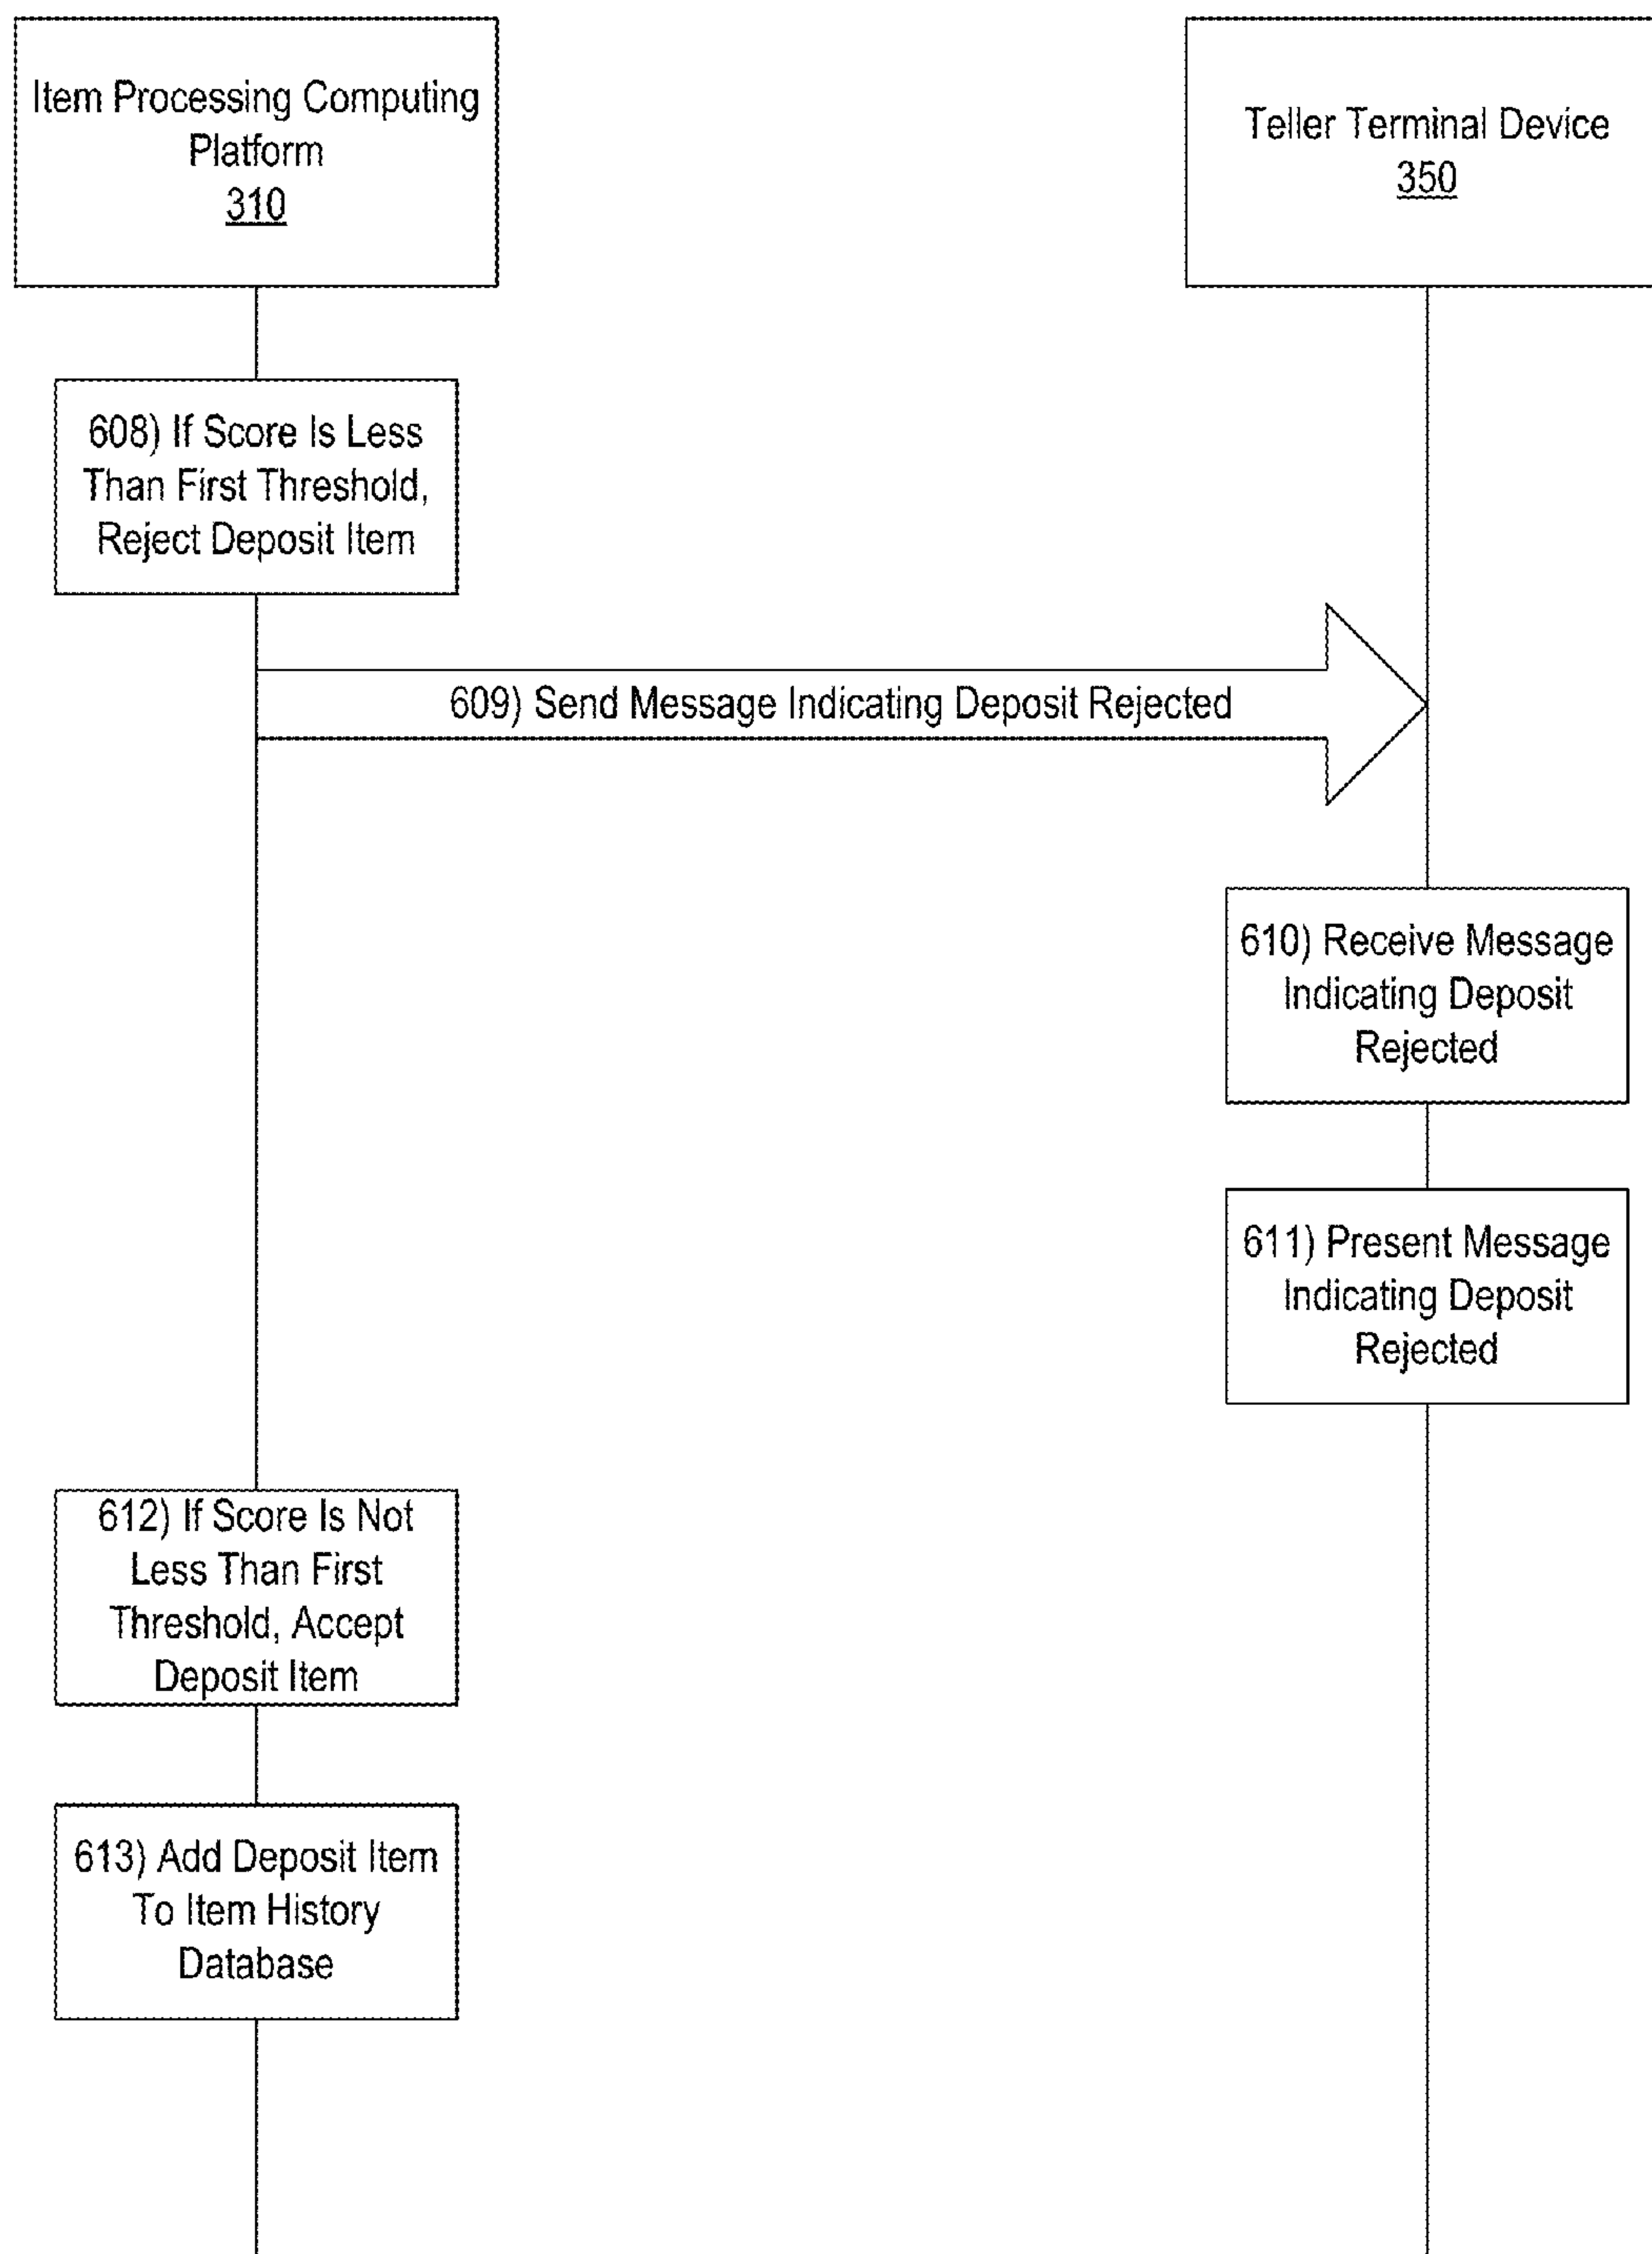 Item Processing Computing
Platform
310
Teller Terminal Device
350
608) If Score Is Less
Than First Threshold,
Reject Deposit Item
609) Send Message Indicating Deposit Rejected
610) Receive Message
Indicating Deposit
Rejected
611) Present Message
Indicating Deposit
Rejected
612) If Score Is Not
Less Than First
Threshold, Accept
Deposit Item
613) Add Deposit Item
To Item History
Database